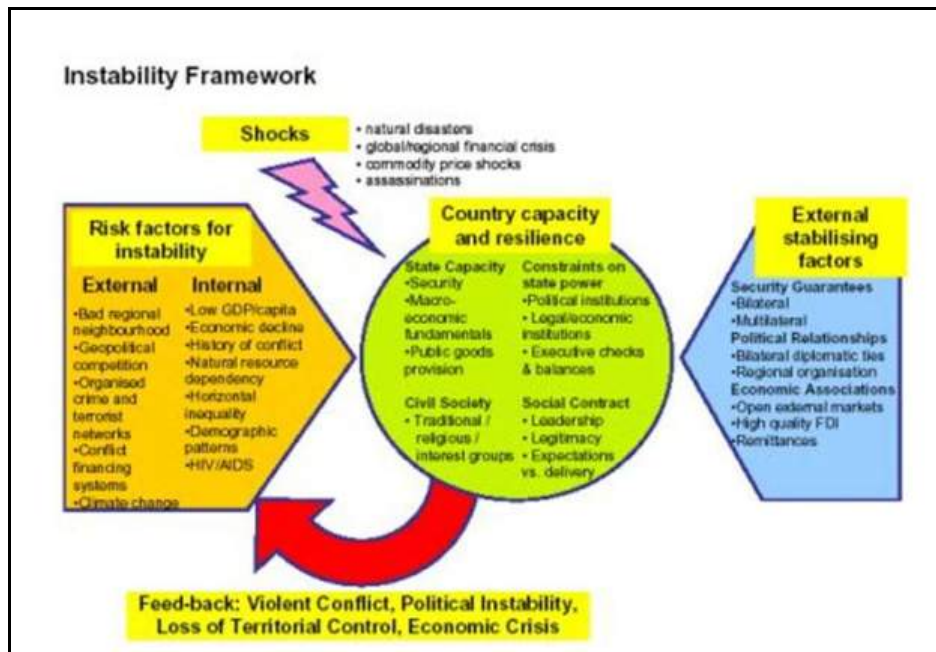 Instability Framework
Shocks
• natural disasters
• global/regional financial crisis
• commodity price shocks
• assassinations
Risk factors for
instability
External
•Bad regional
neighbourhood
•Geopolitical
competition
•Organised
crime and
terrorist
networks
•Conflict
financing
systems
•Climate change
Internal
•Low GDP/capita
•Economic decline
•History of conflict
•Natural resource
dependency
•Horizontal
inequality
•Demographic
patterns
•HIV/AIDS
Country capacity
and resilience
State Capacity
•Security
•Macro-
economic
fundamentals
•Public goods
provision
Constraints on
state power
•Political institutions
• Legal/economic
institutions
• Executive checks
& balances
Civil Society
• Traditional /
religious /
interest groups
Social Contract
• Leadership
• Legitimacy
• Expectations
vs. delivery
External
stabilising
factors
Security Guarantees
•Bilateral
•Multilateral
Political Relationships
•Bilateral diplomatic ties
•Regional organisation
Economic Associations
•Open external markets
•High quality FDI
•Remittances
Feed-back: Violent Conflict, Political Instability,
Loss of Territorial Control, Economic Crisis